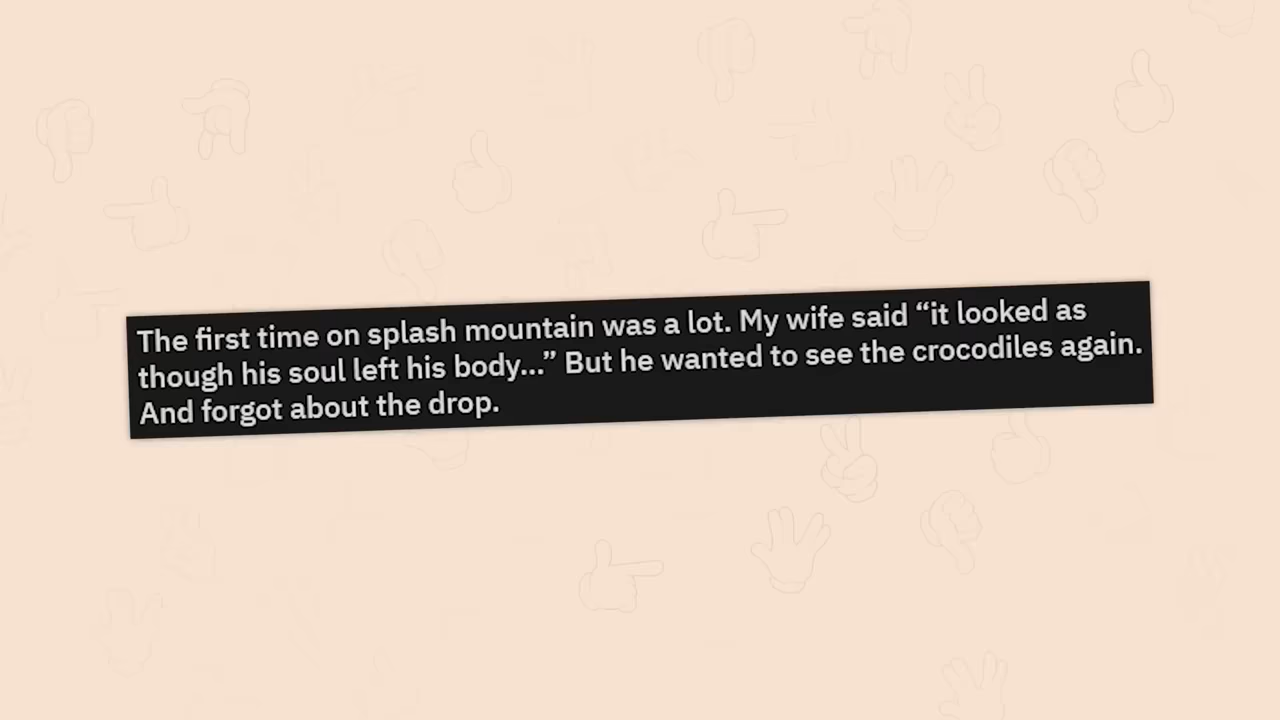 The first time on splash mountain was a lot. My wife said “it looked as
though his soul left his body...” But he wanted to see the crocodiles again.
And forgot about the drop.